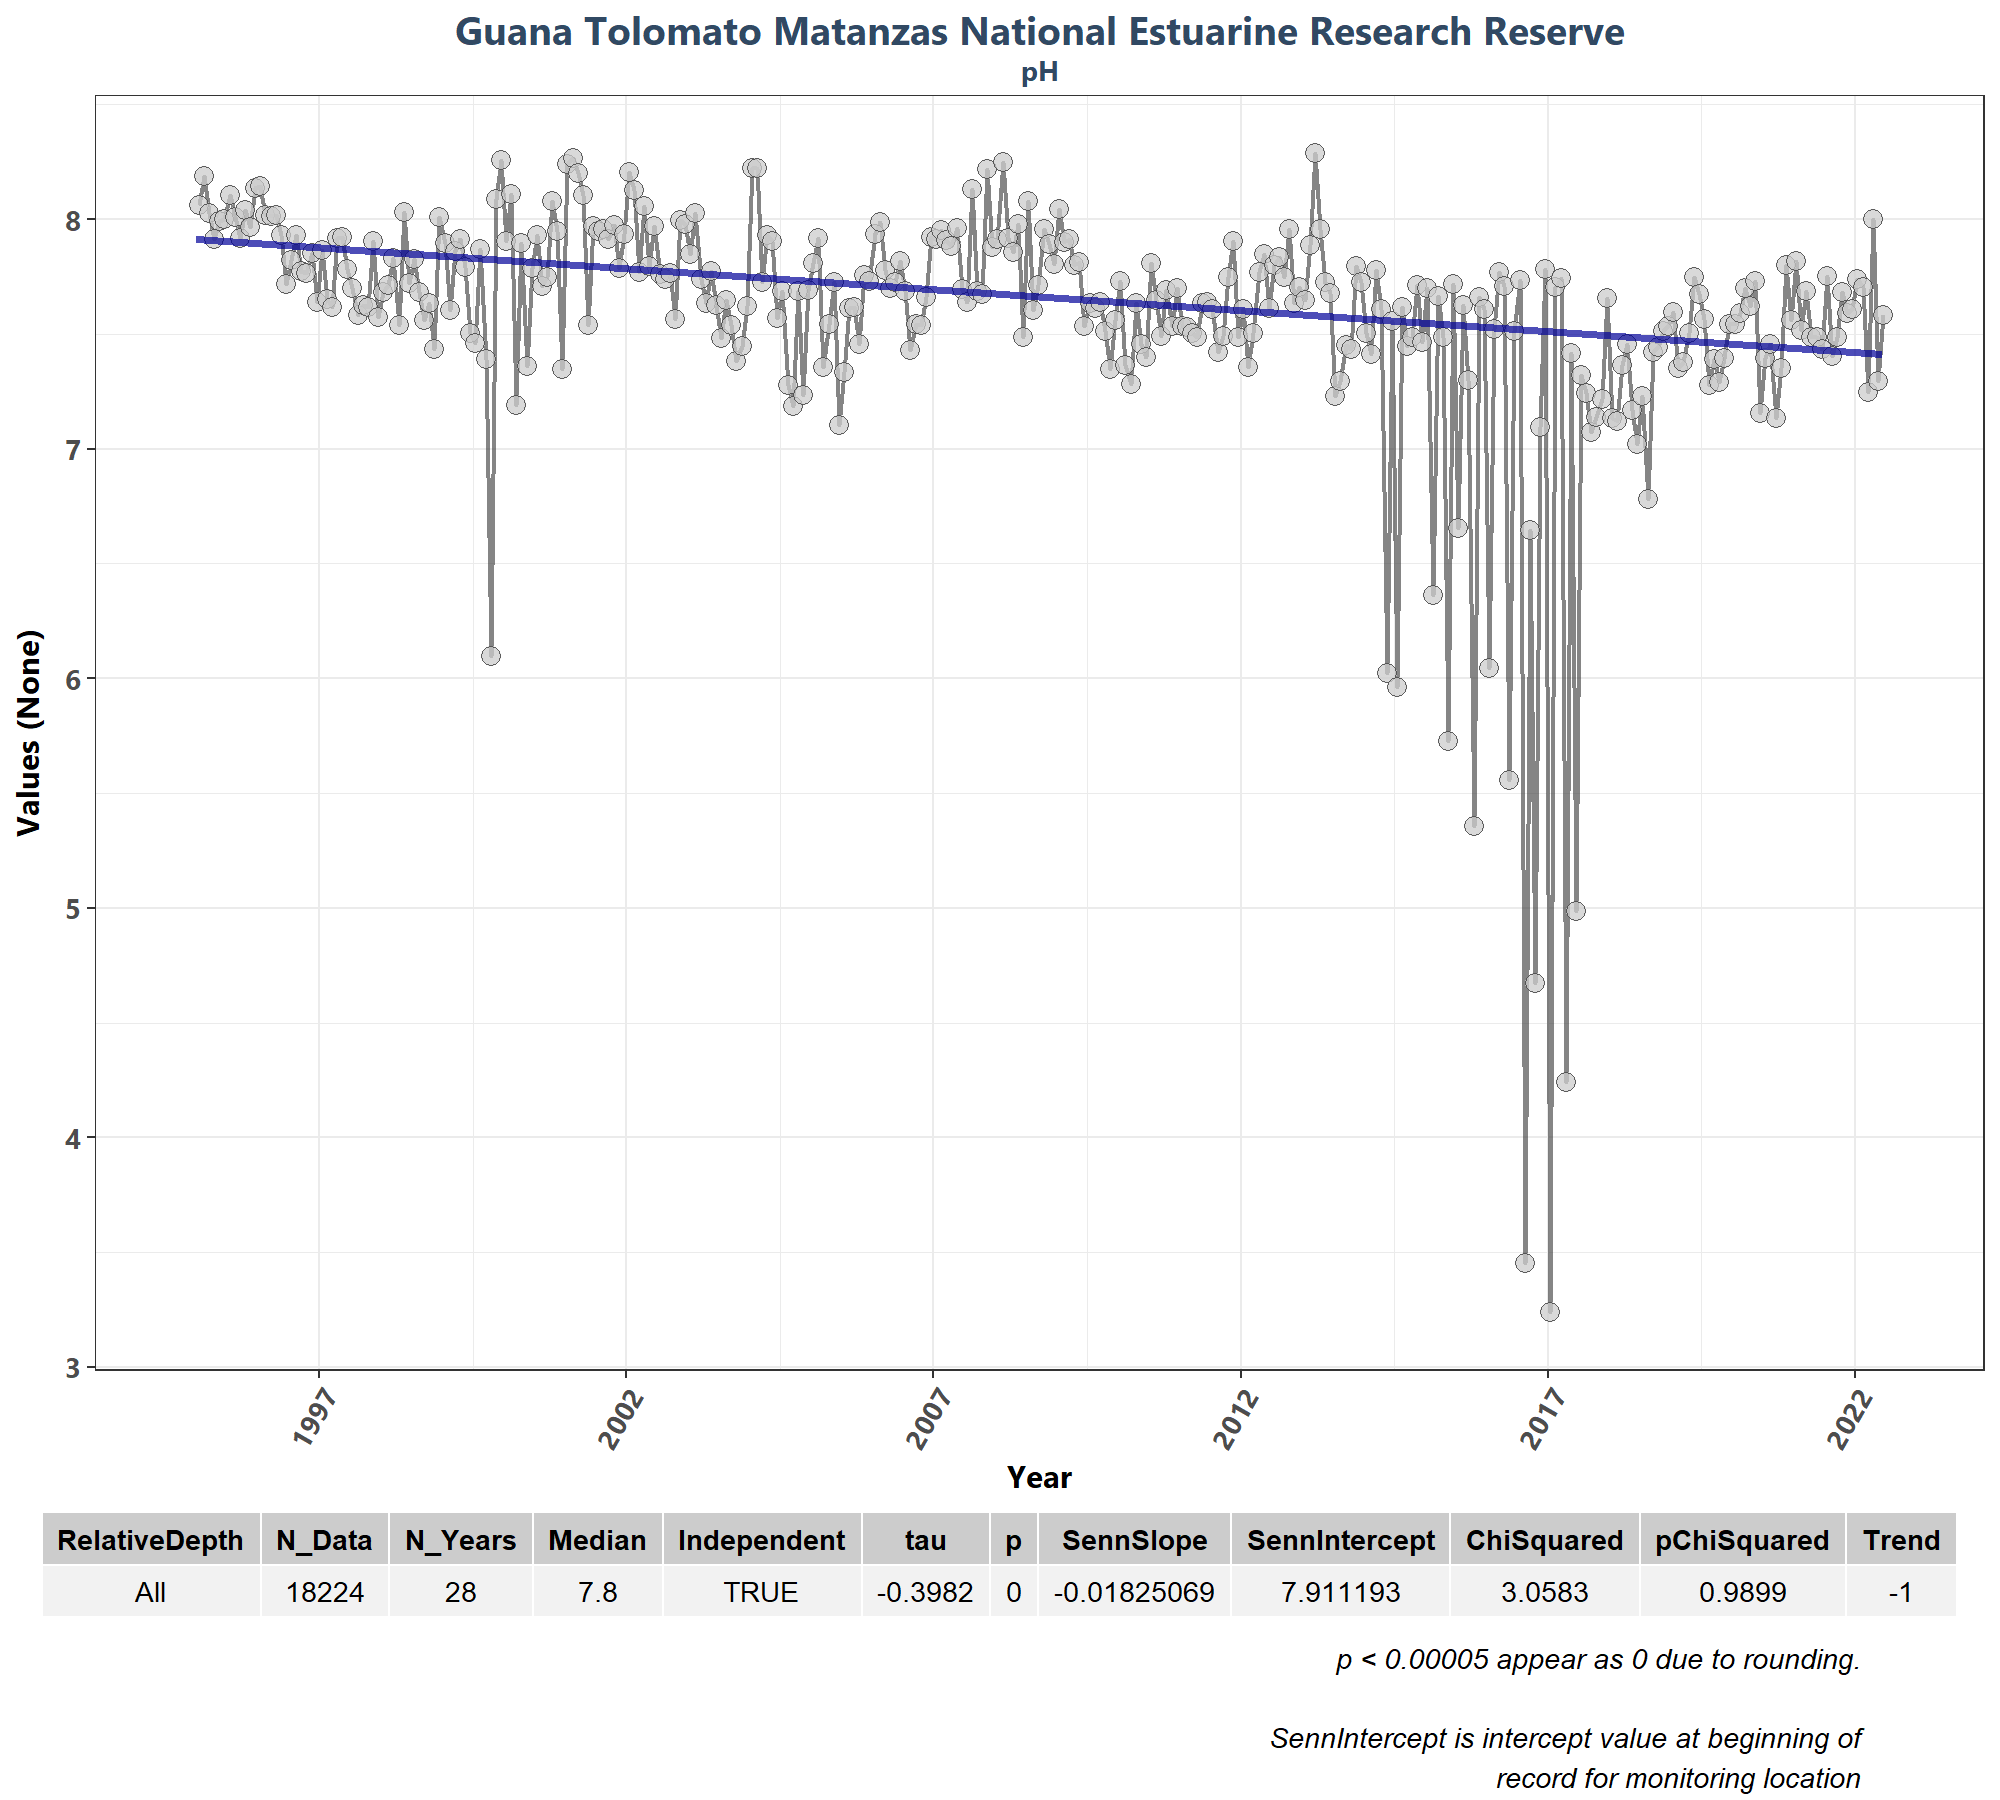 Guana Tolomato Matanzas National Estuarine Research Reserve
pH
Values (None)
8
7
6
5
4
3
1997 2002 2007 2012 2017 2022
Year
RelativeDepth N_Data N_Years Median Independent tau p SennSlope SennIntercept ChiSquared pChiSquared Trend
All 18224 28 7.8 TRUE -0.3982 0 -0.01825069 7.911193 3.0583 0.9899 -1
p < 0.00005 appear as 0 due to rounding.
SennIntercept is intercept value at beginning of
record for monitoring location